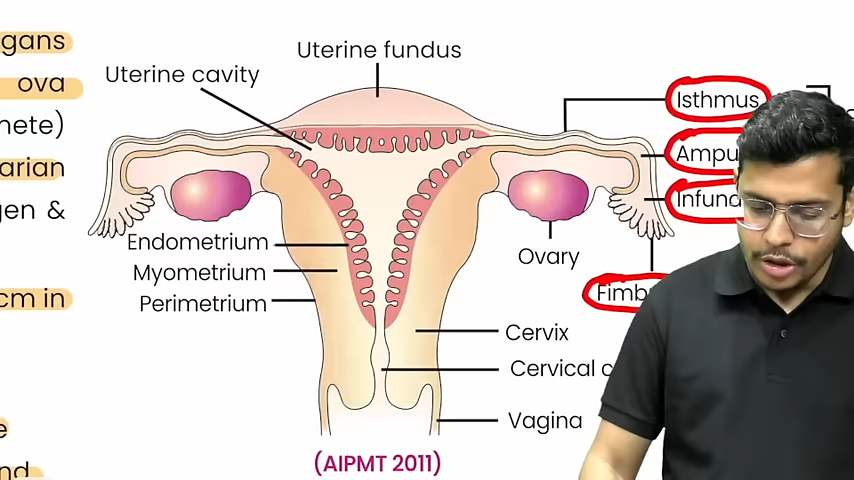 gans
ova
nete)
arian
gen &
cm in
e
nd
Uterine fundus
Uterine cavity
Endometrium
Myometrium
Perimetrium
Isthmus
Ampu
Infund
Ovary
Fimb
Cervix
Cervical c
Vagina
(AIPMT 2011)